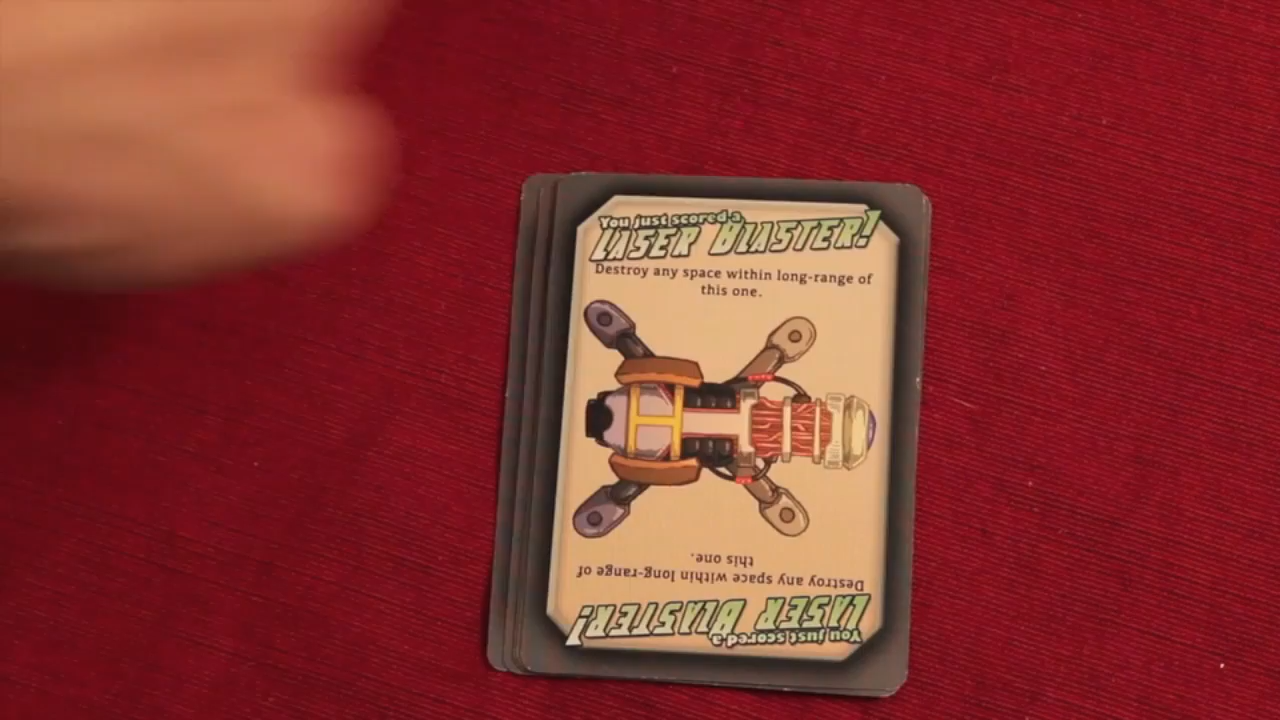 You just scored a
LASER BLASTER!
Destroy any space within long-range of
this one.
Destroy any space within long-range of
this one.
You just scored a
LASER BLASTER!